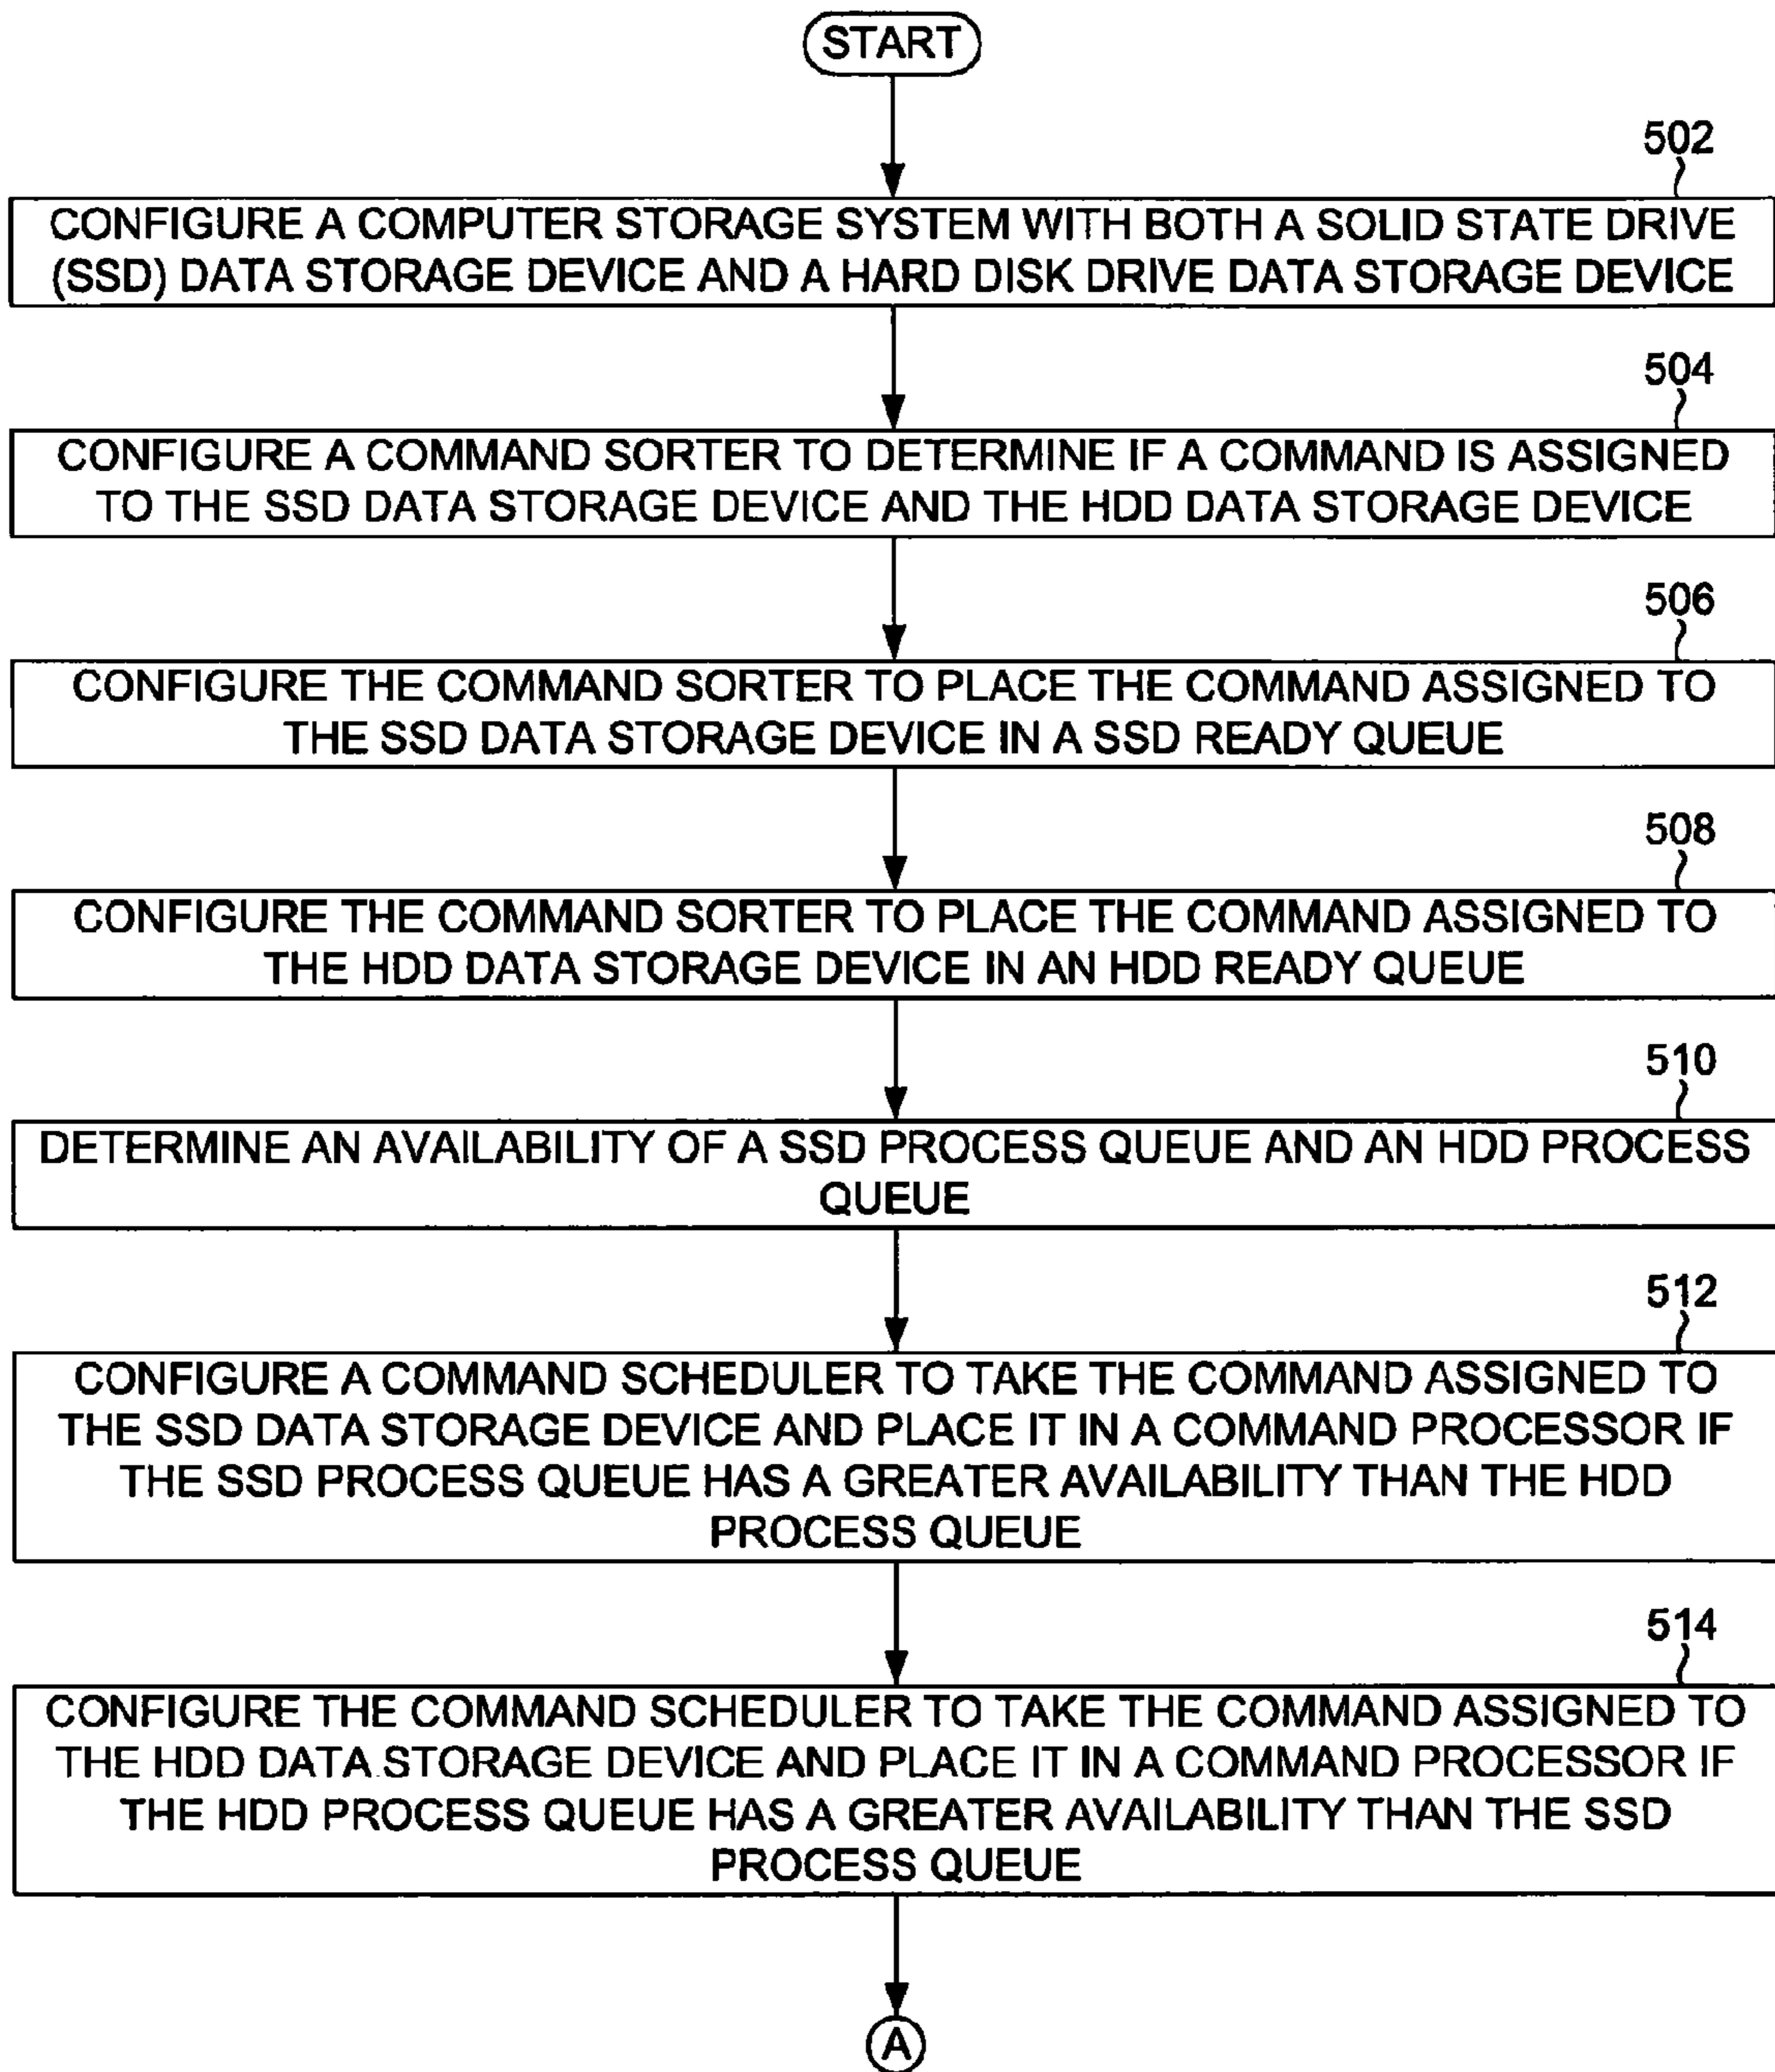 START
502
CONFIGURE A COMPUTER STORAGE SYSTEM WITH BOTH A SOLID STATE DRIVE
(SSD) DATA STORAGE DEVICE AND A HARD DISK DRIVE DATA STORAGE DEVICE
504
CONFIGURE A COMMAND SORTER TO DETERMINE IF A COMMAND IS ASSIGNED
TO THE SSD DATA STORAGE DEVICE AND THE HDD DATA STORAGE DEVICE
506
CONFIGURE THE COMMAND SORTER TO PLACE THE COMMAND ASSIGNED TO
THE SSD DATA STORAGE DEVICE IN A SSD READY QUEUE
508
CONFIGURE THE COMMAND SORTER TO PLACE THE COMMAND ASSIGNED TO
THE HDD DATA STORAGE DEVICE IN AN HDD READY QUEUE
510
DETERMINE AN AVAILABILITY OF A SSD PROCESS QUEUE AND AN HDD PROCESS
QUEUE
512
CONFIGURE A COMMAND SCHEDULER TO TAKE THE COMMAND ASSIGNED TO
THE SSD DATA STORAGE DEVICE AND PLACE IT IN A COMMAND PROCESSOR IF
THE SSD PROCESS QUEUE HAS A GREATER AVAILABILITY THAN THE HDD
PROCESS QUEUE
514
CONFIGURE THE COMMAND SCHEDULER TO TAKE THE COMMAND ASSIGNED TO
THE HDD DATA STORAGE DEVICE AND PLACE IT IN A COMMAND PROCESSOR IF
THE HDD PROCESS QUEUE HAS A GREATER AVAILABILITY THAN THE SSD
PROCESS QUEUE
A